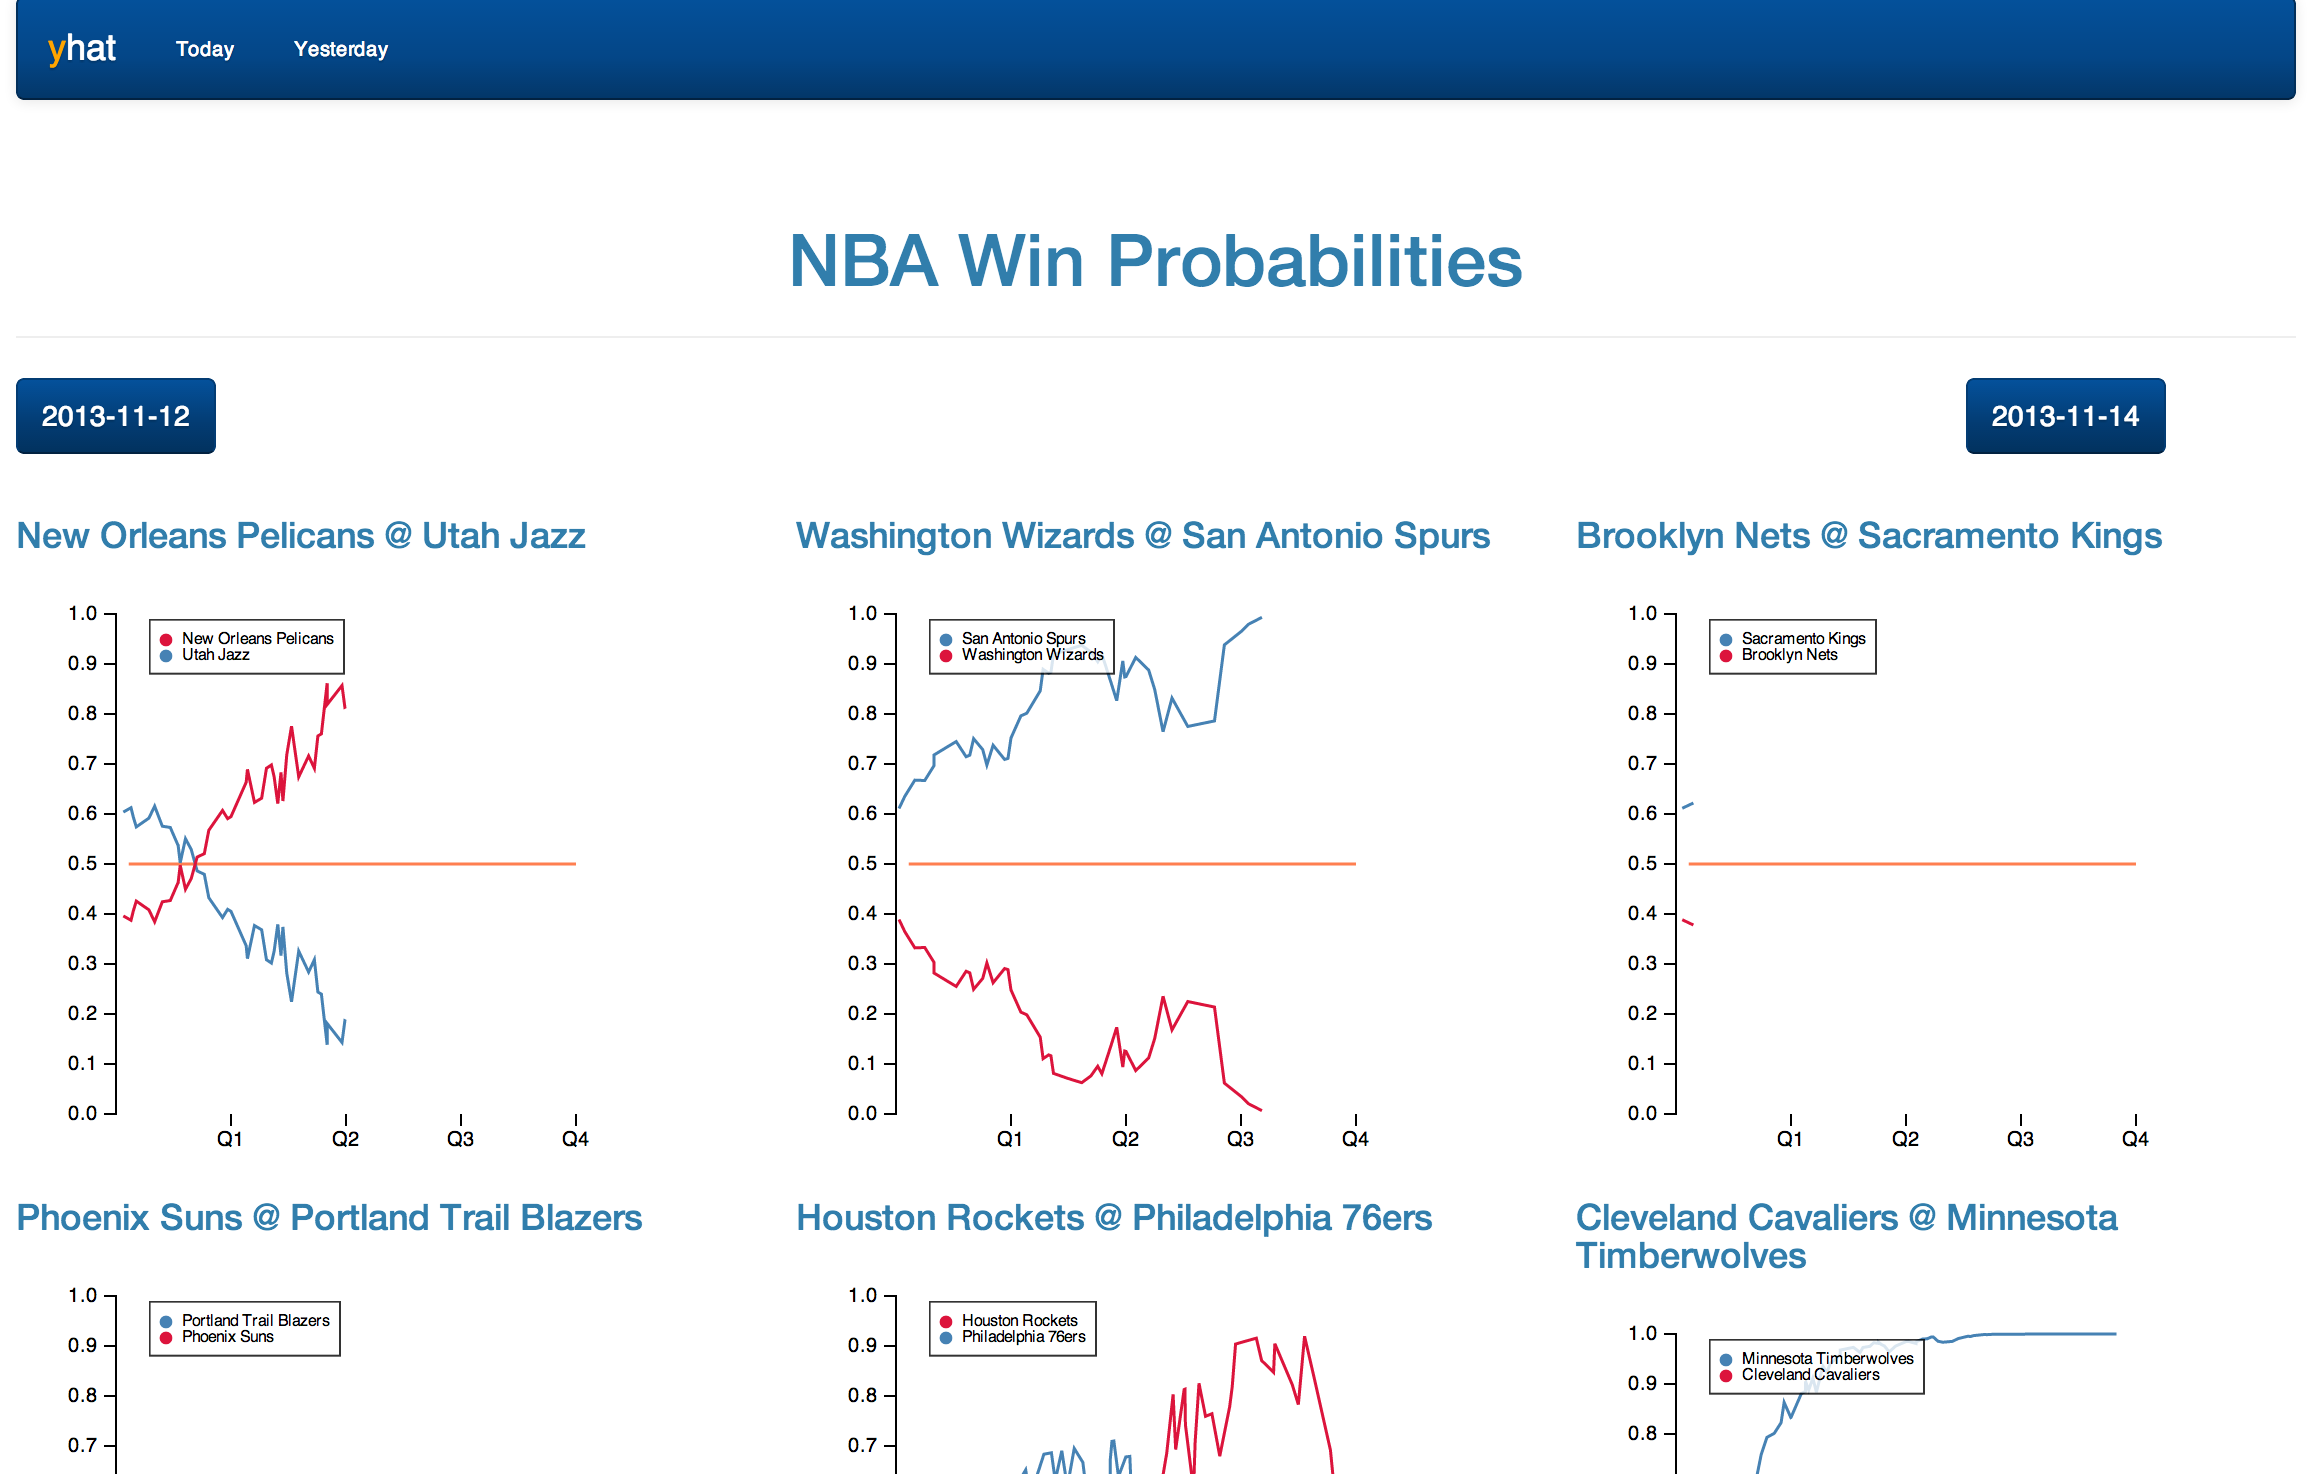 yhat Today Yesterday
NBA Win Probabilities
2013-11-12
2013-11-14
New Orleans Pelicans @ Utah Jazz
1.0
0.9
0.8
0.7
0.6
0.5
0.4
0.3
0.2
0.1
0.0
New Orleans Pelicans
Utah Jazz
Q1 Q2 Q3 Q4
Washington Wizards @ San Antonio Spurs
1.0
0.9
0.8
0.7
0.6
0.5
0.4
0.3
0.2
0.1
0.0
San Antonio Spurs
Washington Wizards
Q1 Q2 Q3 Q4
Brooklyn Nets @ Sacramento Kings
1.0
0.9
0.8
0.7
0.6
0.5
0.4
0.3
0.2
0.1
0.0
Sacramento Kings
Brooklyn Nets
Q1 Q2 Q3 Q4
Phoenix Suns @ Portland Trail Blazers
1.0
0.9
0.8
0.7
Portland Trail Blazers
Phoenix Suns
Houston Rockets @ Philadelphia 76ers
1.0
0.9
0.8
0.7
Houston Rockets
Philadelphia 76ers
Cleveland Cavaliers @ Minnesota
Timberwolves
1.0
0.9
0.8
Minnesota Timberwolves
Cleveland Cavaliers